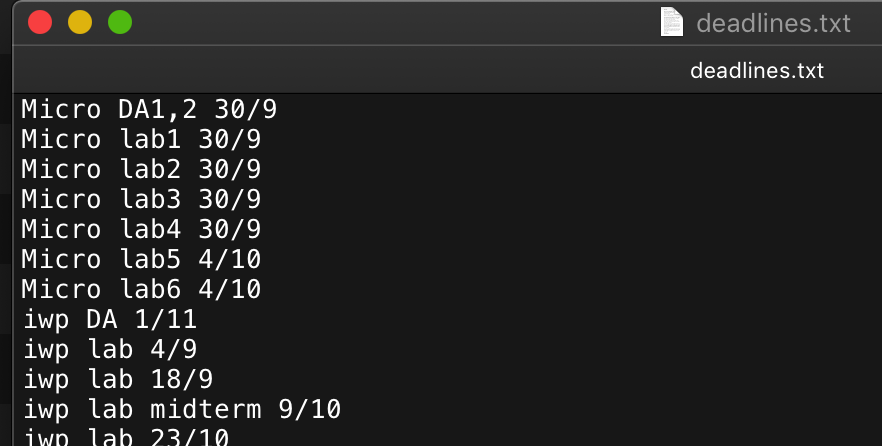 deadlines.txt
deadlines.txt
Micro DA1,2 30/9
Micro lab1 30/9
Micro lab2 30/9
Micro lab3 30/9
Micro lab4 30/9
Micro lab5 4/10
Micro lab6 4/10
iwp DA 1/11
iwp lab 4/9
iwp lab 18/9
iwp lab midterm 9/10
iwp lab 23/10